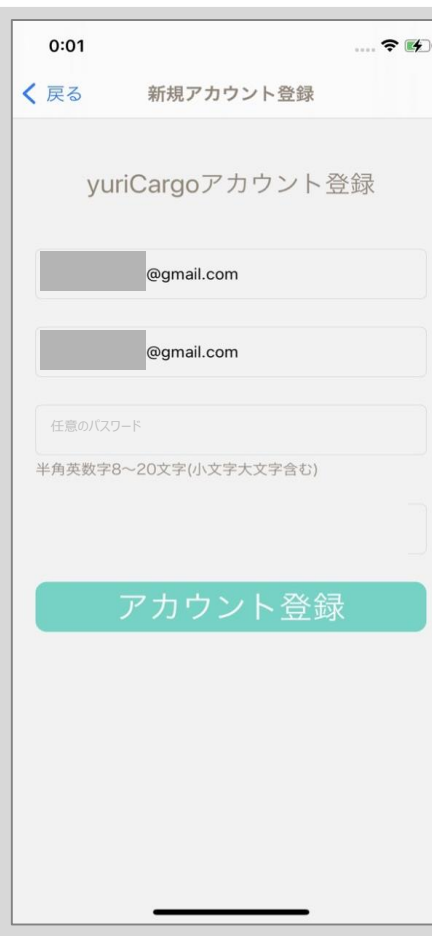 0:01
戻る
新規アカウント登録
yuriCargoアカウント登録
@gmail.com
@gmail.com
任意のパスワード
半角英数字8〜20文字(小文字大文字含む)
アカウント登録